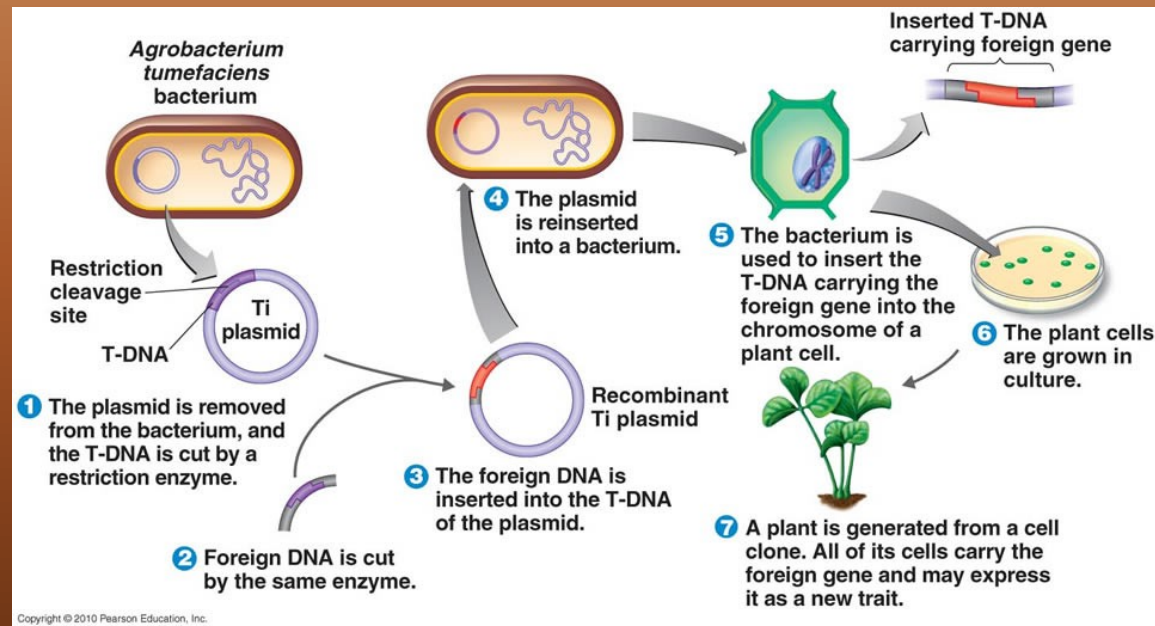 Agrobacterium
tumefaciens
bacterium
Restriction
cleavage
site
T-DNA
Ti
plasmid
1 The plasmid is removed
from the bacterium, and
the T-DNA is cut by a
restriction enzyme.
2 Foreign DNA is cut
by the same enzyme.
Recombinant
Ti plasmid
3 The foreign DNA is
inserted into the T-DNA
of the plasmid.
4 The plasmid
is reinserted
into a bacterium.
Inserted T-DNA
carrying foreign gene
5 The bacterium is
used to insert the
T-DNA carrying the
foreign gene into the
chromosome of a
plant cell.
6 The plant cells
are grown in
culture.
7 A plant is generated from a cell
clone. All of its cells carry the
foreign gene and may express
it as a new trait.
Copyright © 2010 Pearson Education, Inc.